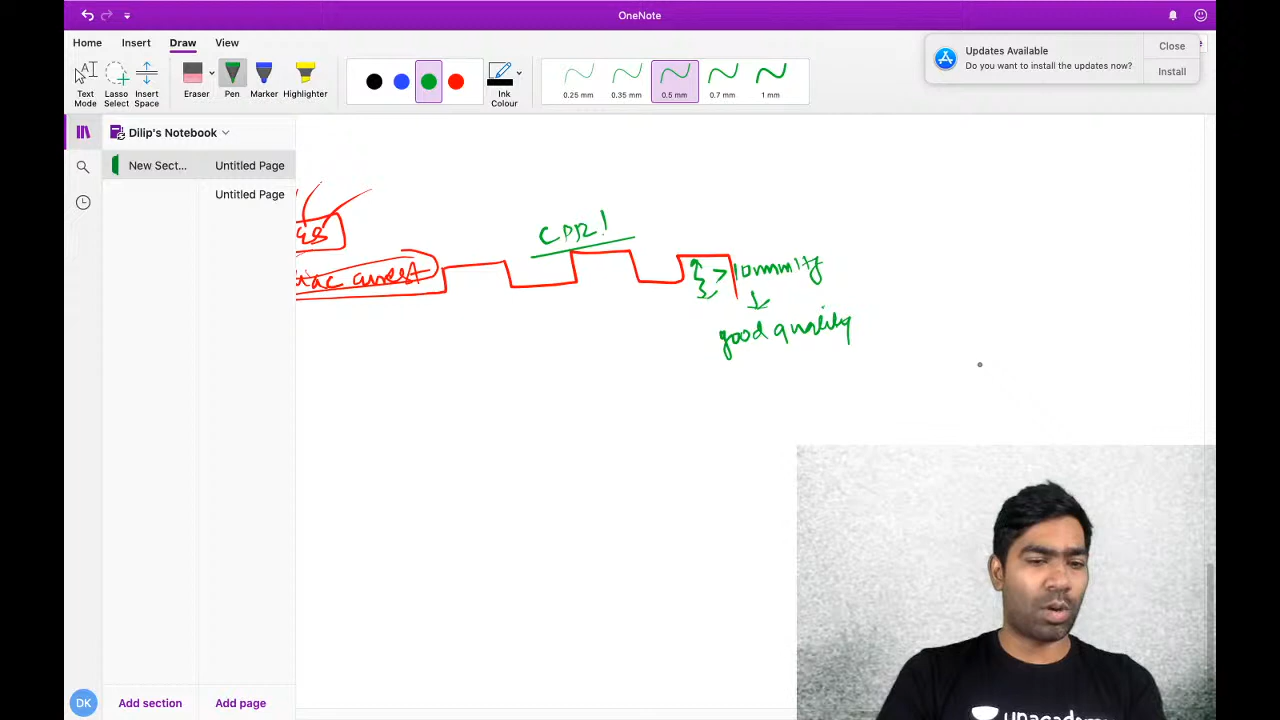 OneNote
Home Insert Draw View
Updates Available
Do you want to install the updates now?
Close
Install
Text Mode
Lasso Select
Insert Space
Eraser
Pen
Marker
Highlighter
Ink Colour
0.25 mm 0.35 mm 0.5 mm 0.7 mm 1 mm
Dilip's Notebook
New Sect... Untitled Page
Untitled Page
CPR!
cardiac arrest
> 10mmHg
good quality
DK Add section Add page
unacademy